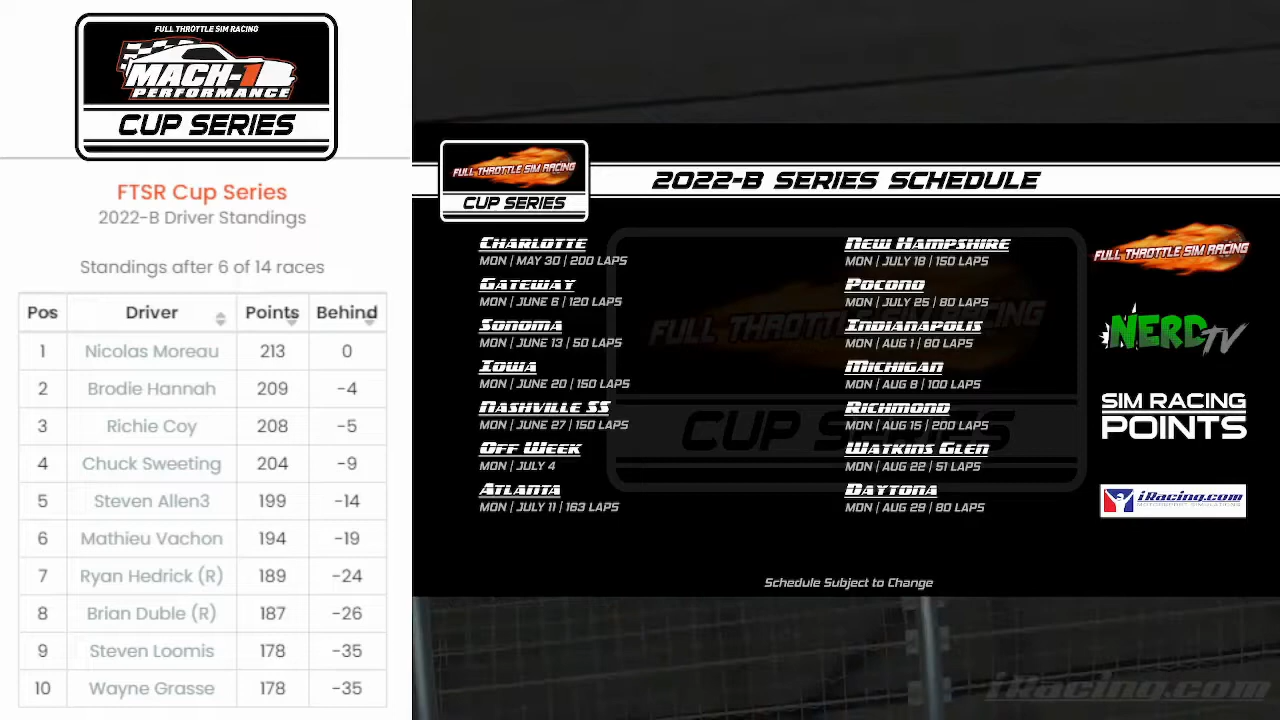 FULL THROTTLE SIM RACING
MACH-1
PERFORMANCE
CUP SERIES
FTSR Cup Series
2022-B Driver Standings
Standings after 6 of 14 races
Pos Driver Points Behind
1 Nicolas Moreau 213 0
2 Brodie Hannah 209 -4
3 Richie Coy 208 -5
4 Chuck Sweeting 204 -9
5 Steven Allen3 199 -14
6 Mathieu Vachon 194 -19
7 Ryan Hedrick (R) 189 -24
8 Brian Duble (R) 187 -26
9 Steven Loomis 178 -35
10 Wayne Grasse 178 -35
FULL THROTTLE SIM RACING
CUP SERIES
2022-B SERIES SCHEDULE
CHARLOTTE
MON | MAY 30 | 200 LAPS
GATEWAY
MON | JUNE 6 | 120 LAPS
SONOMA
MON | JUNE 13 | 50 LAPS
IOWA
MON | JUNE 20 | 150 LAPS
NASHVILLE SS
MON | JUNE 27 | 150 LAPS
OFF WEEK
MON | JULY 4
ATLANTA
MON | JULY 11 | 163 LAPS
NEW HAMPSHIRE
MON | JULY 18 | 150 LAPS
POCONO
MON | JULY 25 | 80 LAPS
INDIANAPOLIS
MON | AUG 1 | 80 LAPS
MICHIGAN
MON | AUG 8 | 100 LAPS
RICHMOND
MON | AUG 15 | 200 LAPS
WATKINS GLEN
MON | AUG 22 | 51 LAPS
DAYTONA
MON | AUG 29 | 80 LAPS
FULL THROTTLE SIM RACING
CUP SERIES
FULL THROTTLE SIM RACING
NERD TV
SIM RACING
POINTS
iRacing.com
MOTORSPORT SIMULATIONS
Schedule Subject to Change
iRacing.com